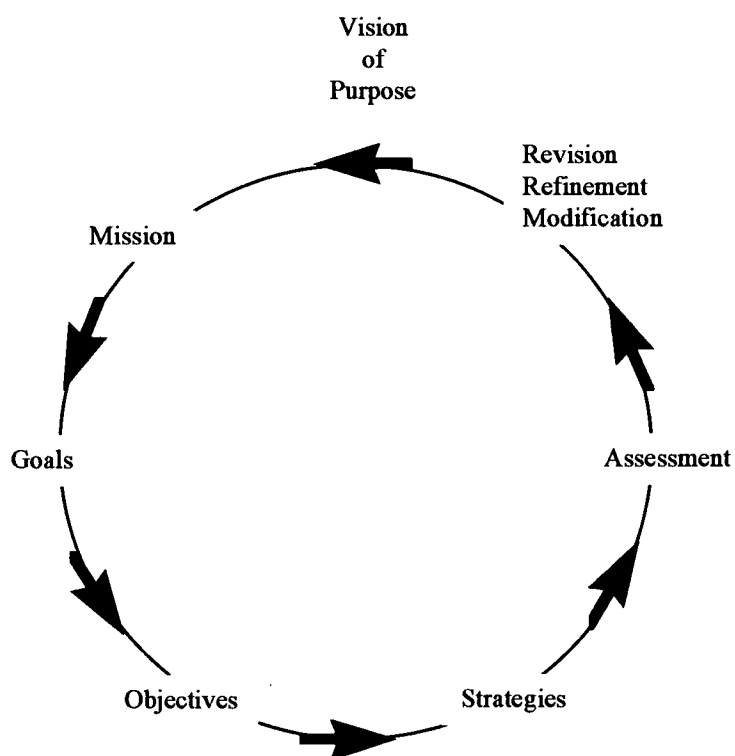 Vision
of
Purpose
Revision
Refinement
Modification
Mission
Goals
Assessment
Objectives
Strategies